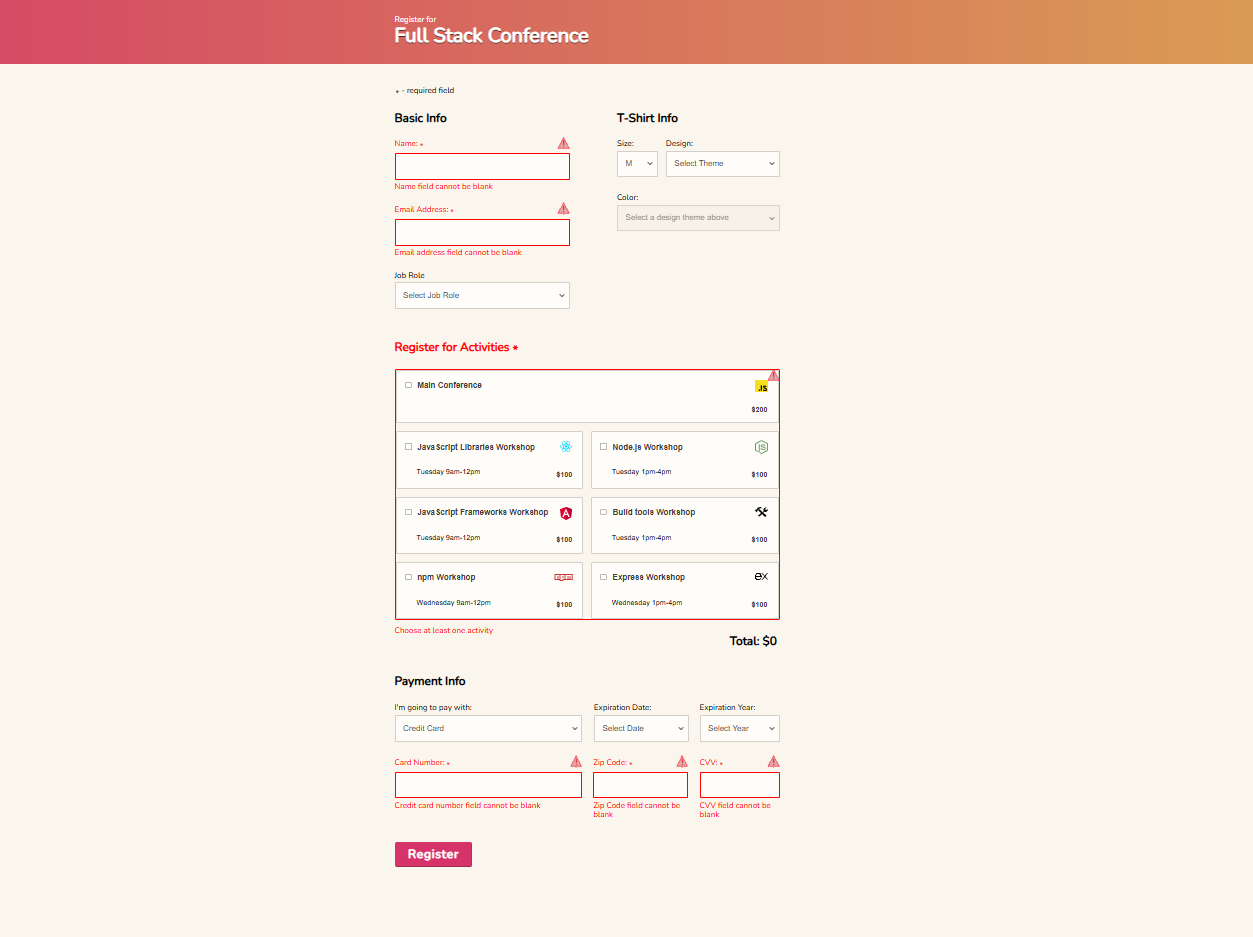 Register for
Full Stack Conference
* - required field
Basic Info
Name: *
Name field cannot be blank
Email Address: *
Email address field cannot be blank
Job Role
Select Job Role
T-Shirt Info
Size:
Design:
M
Select Theme
Color:
Select a design theme above
Register for Activities *
Main Conference
JS
$200
JavaScript Libraries Workshop
Tuesday 9am-12pm
$100
Node.js Workshop
JS
Tuesday 1pm-4pm
$100
JavaScript Frameworks Workshop
A
Tuesday 9am-12pm
$100
Build tools Workshop
Tuesday 1pm-4pm
$100
npm Workshop
npm
Wednesday 9am-12pm
$100
Express Workshop
ex
Wednesday 1pm-4pm
$100
Choose at least one activity
Total: $0
Payment Info
I'm going to pay with:
Credit Card
Expiration Date:
Select Date
Expiration Year:
Select Year
Card Number: *
Credit card number field cannot be blank
Zip Code: *
Zip Code field cannot be
blank
CVV: *
CVV field cannot be
blank
Register